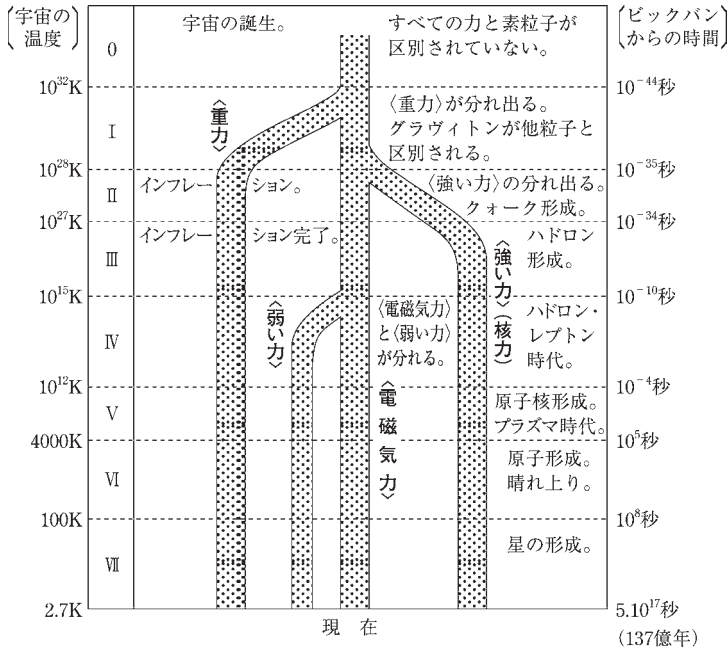 宇宙の
温度
宇宙の誕生。
すべての力と素粒子が
区別されていない。
ビックバン
からの時間
0
10³²K
10⁻⁴⁴秒
Ⅰ
〈重力〉
〈重力〉が分れ出る。
グラヴィトンが他粒子と
区別される。
10²⁸K
10⁻³⁵秒
Ⅱ
インフレーション。
〈強い力〉の分れ出る。
クォーク形成。
10²⁷K
10⁻³⁴秒
Ⅲ
インフレーション完了。
〈強い力〉(核力)
ハドロン
形成。
10¹⁵K
10⁻¹⁰秒
Ⅳ
〈弱い力〉
〈電磁気力〉
と〈弱い力〉
が分れる。
ハドロン・
レプトン
時代。
10¹²K
10⁻⁴秒
Ⅴ
〈電磁気力〉
原子核形成。
プラズマ時代。
4000K
10⁵秒
Ⅵ
原子形成。
晴れ上り。
100K
10⁸秒
Ⅶ
星の形成。
2.7K
5.10¹⁷秒
現在
(137億年)